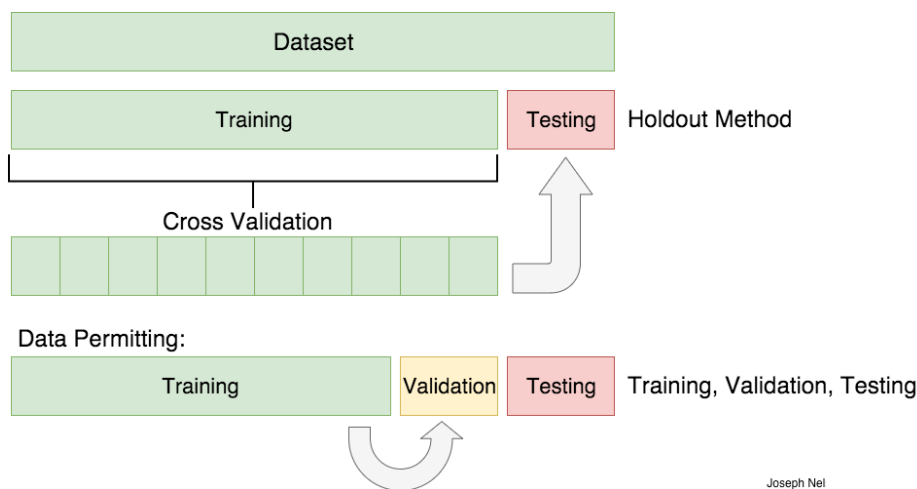 Dataset
Training
Testing
Holdout Method
Cross Validation
Data Permitting:
Training
Validation
Testing
Training, Validation, Testing
Joseph Nel